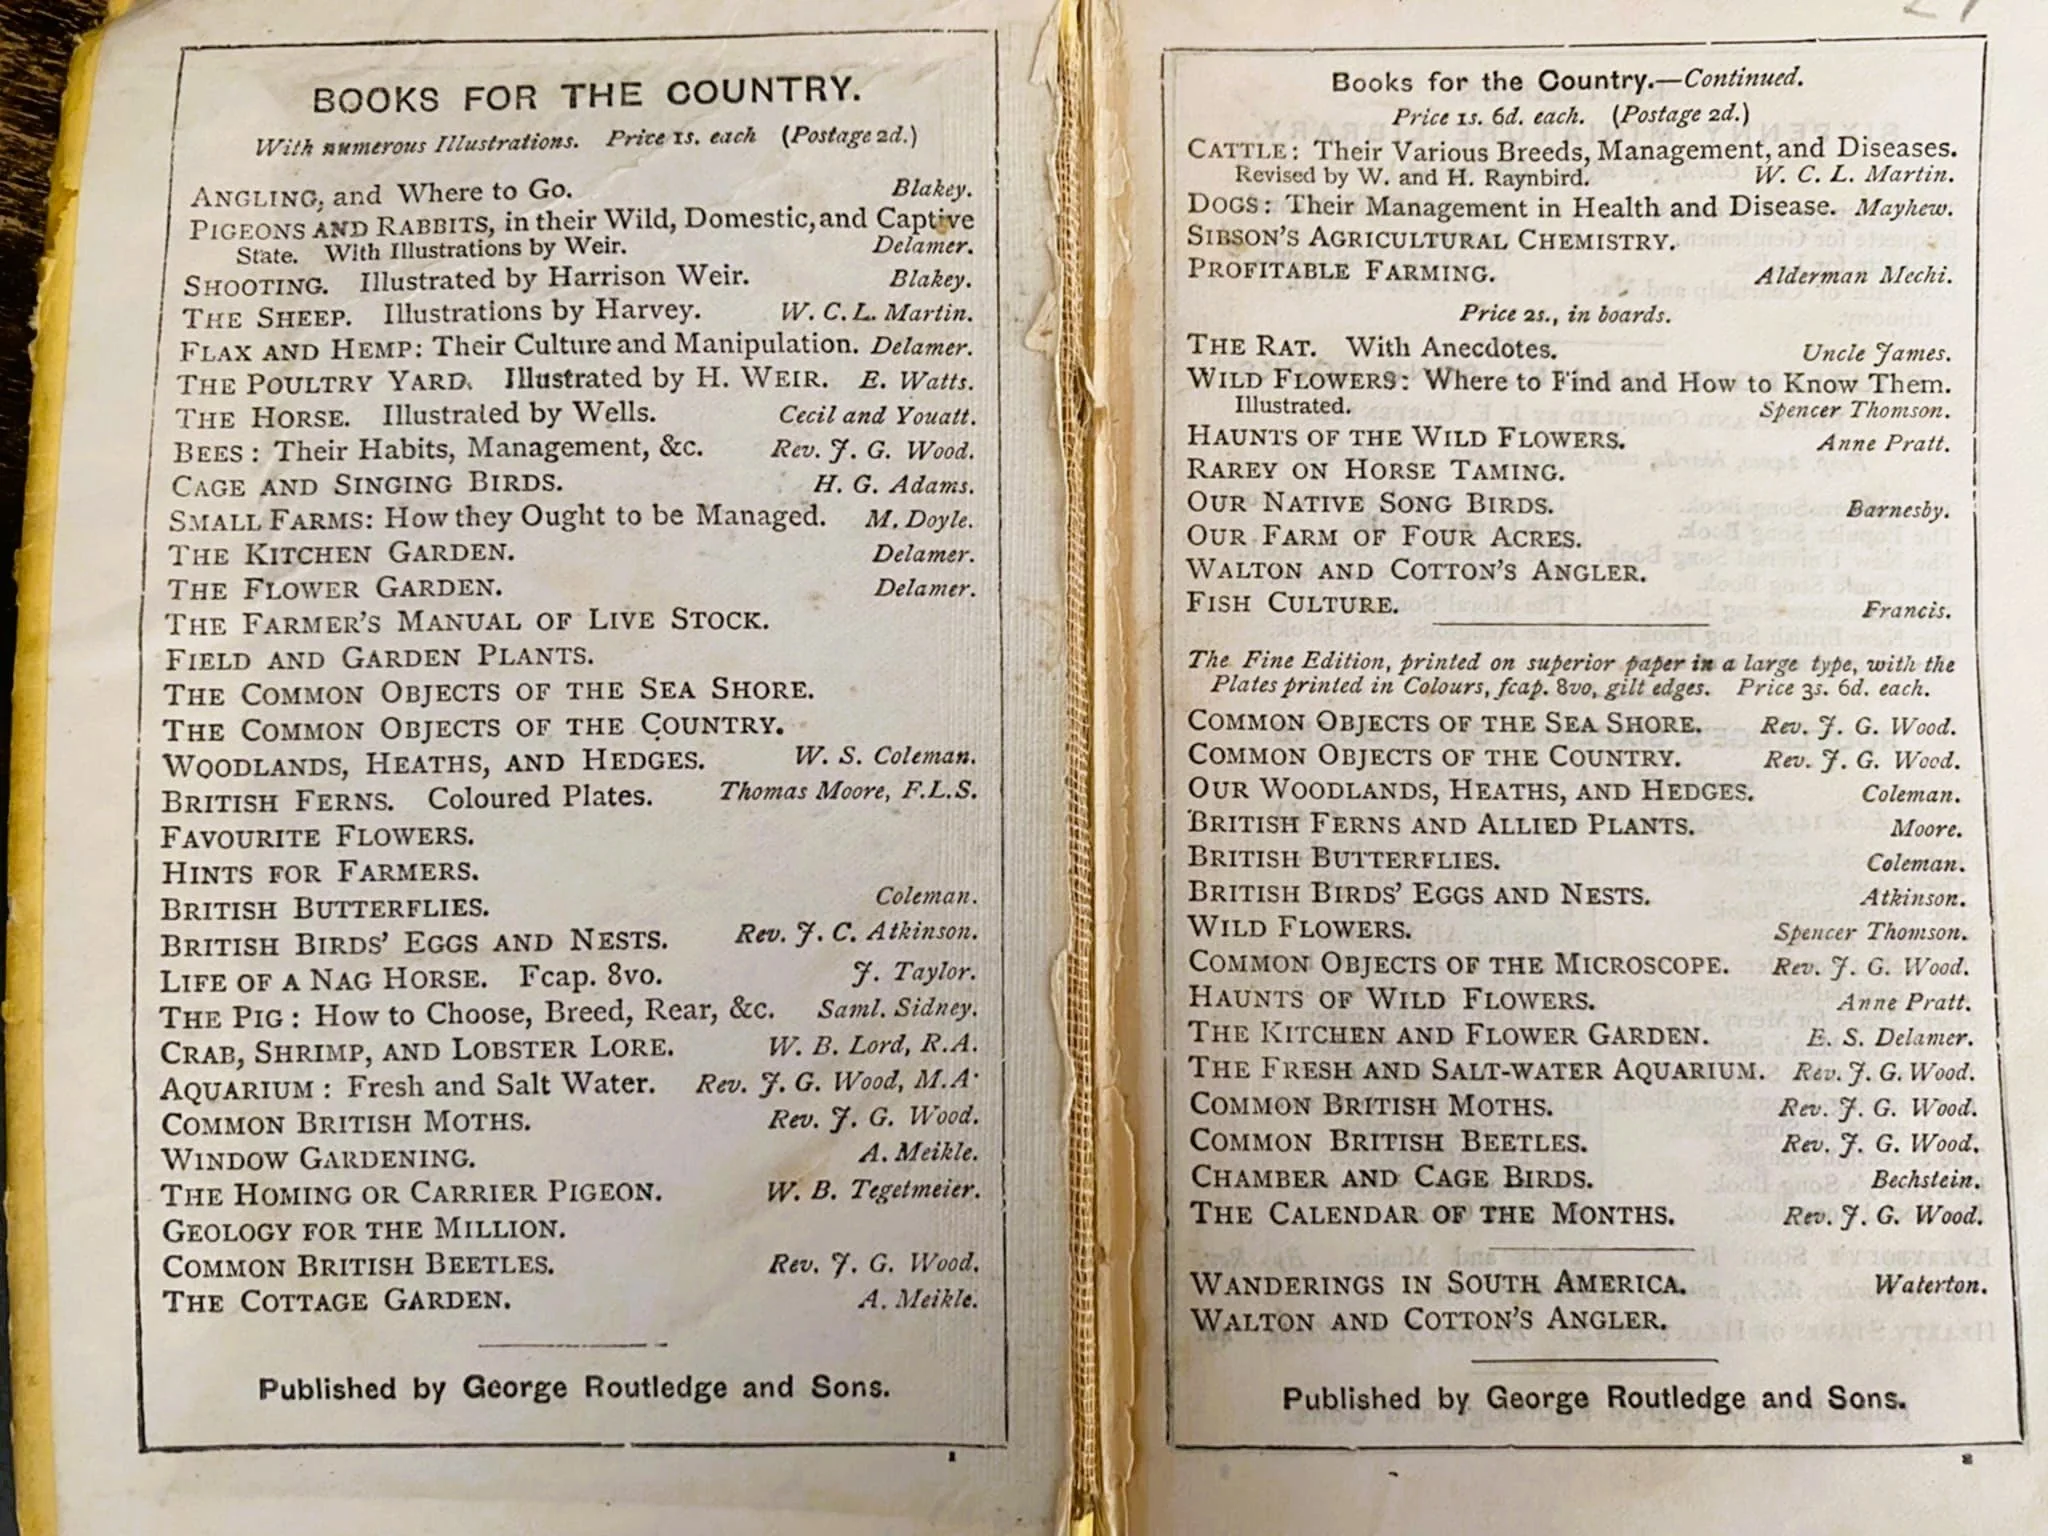 BOOKS FOR THE COUNTRY.
With numerous Illustrations. Price 1s. each (Postage 2d.)
ANGLING, and Where to Go. Blakey.
PIGEONS AND RABBITS, in their Wild, Domestic, and Captive
State. With Illustrations by Weir. Delamer.
SHOOTING. Illustrated by Harrison Weir. Blakey.
THE SHEEP. Illustrations by Harvey. W. C. L. Martin.
FLAX AND HEMP: Their Culture and Manipulation. Delamer.
THE POULTRY YARD. Illustrated by H. WEIR. E. Watts.
THE HORSE. Illustrated by Wells. Cecil and Youatt.
BEES: Their Habits, Management, &c. Rev. J. G. Wood.
CAGE AND SINGING BIRDS. H. G. Adams.
SMALL FARMS: How they Ought to be Managed. M. Doyle.
THE KITCHEN GARDEN. Delamer.
THE FLOWER GARDEN. Delamer.
THE FARMER'S MANUAL OF LIVE STOCK.
FIELD AND GARDEN PLANTS.
THE COMMON OBJECTS OF THE SEA SHORE.
THE COMMON OBJECTS OF THE COUNTRY.
WOODLANDS, HEATHS, AND HEDGES. W. S. Coleman.
BRITISH FERNS. Coloured Plates. Thomas Moore, F.L.S.
FAVOURITE FLOWERS.
HINTS FOR FARMERS.
BRITISH BUTTERFLIES. Coleman.
BRITISH BIRDS' EGGS AND NESTS. Rev. J. C. Atkinson.
LIFE OF A NAG HORSE. Fcap. 8vo. J. Taylor.
THE PIG: How to Choose, Breed, Rear, &c. Saml. Sidney.
CRAB, SHRIMP, AND LOBSTER LORE. W. B. Lord, R.A.
AQUARIUM: Fresh and Salt Water. Rev. J. G. Wood, M.A.
COMMON BRITISH MOTHS. Rev. J. G. Wood.
WINDOW GARDENING. A. Meikle.
THE HOMING OR CARRIER PIGEON. W. B. Tegetmeier.
GEOLOGY FOR THE MILLION.
COMMON BRITISH BEETLES. Rev. J. G. Wood.
THE COTTAGE GARDEN. A. Meikle.
Published by George Routledge and Sons.
1
Books for the Country.—Continued.
Price 1s. 6d. each. (Postage 2d.)
CATTLE: Their Various Breeds, Management, and Diseases.
Revised by W. and H. Raynbird. W. C. L. Martin.
DOGS: Their Management in Health and Disease. Mayhew.
SIBSON'S AGRICULTURAL CHEMISTRY.
PROFITABLE FARMING. Alderman Mechi.
Price 2s., in boards.
THE RAT. With Anecdotes. Uncle James.
WILD FLOWERS: Where to Find and How to Know Them.
Illustrated. Spencer Thomson.
HAUNTS OF THE WILD FLOWERS. Anne Pratt.
RAREY ON HORSE TAMING.
OUR NATIVE SONG BIRDS. Barnesby.
OUR FARM OF FOUR ACRES.
WALTON AND COTTON'S ANGLER.
FISH CULTURE. Francis.
The Fine Edition, printed on superior paper in a large type, with the
Plates printed in Colours, fcap. 8vo, gilt edges. Price 3s. 6d. each.
COMMON OBJECTS OF THE SEA SHORE. Rev. J. G. Wood.
COMMON OBJECTS OF THE COUNTRY. Rev. J. G. Wood.
OUR WOODLANDS, HEATHS, AND HEDGES. Coleman.
BRITISH FERNS AND ALLIED PLANTS. Moore.
BRITISH BUTTERFLIES. Coleman.
BRITISH BIRDS' EGGS AND NESTS. Atkinson.
WILD FLOWERS. Spencer Thomson.
COMMON OBJECTS OF THE MICROSCOPE. Rev. J. G. Wood.
HAUNTS OF WILD FLOWERS. Anne Pratt.
THE KITCHEN AND FLOWER GARDEN. E. S. Delamer.
THE FRESH AND SALT-WATER AQUARIUM. Rev. J. G. Wood.
COMMON BRITISH MOTHS. Rev. J. G. Wood.
COMMON BRITISH BEETLES. Rev. J. G. Wood.
CHAMBER AND CAGE BIRDS. Bechstein.
THE CALENDAR OF THE MONTHS. Rev. J. G. Wood.
WANDERINGS IN SOUTH AMERICA. Waterton.
WALTON AND COTTON'S ANGLER.
Published by George Routledge and Sons.
2